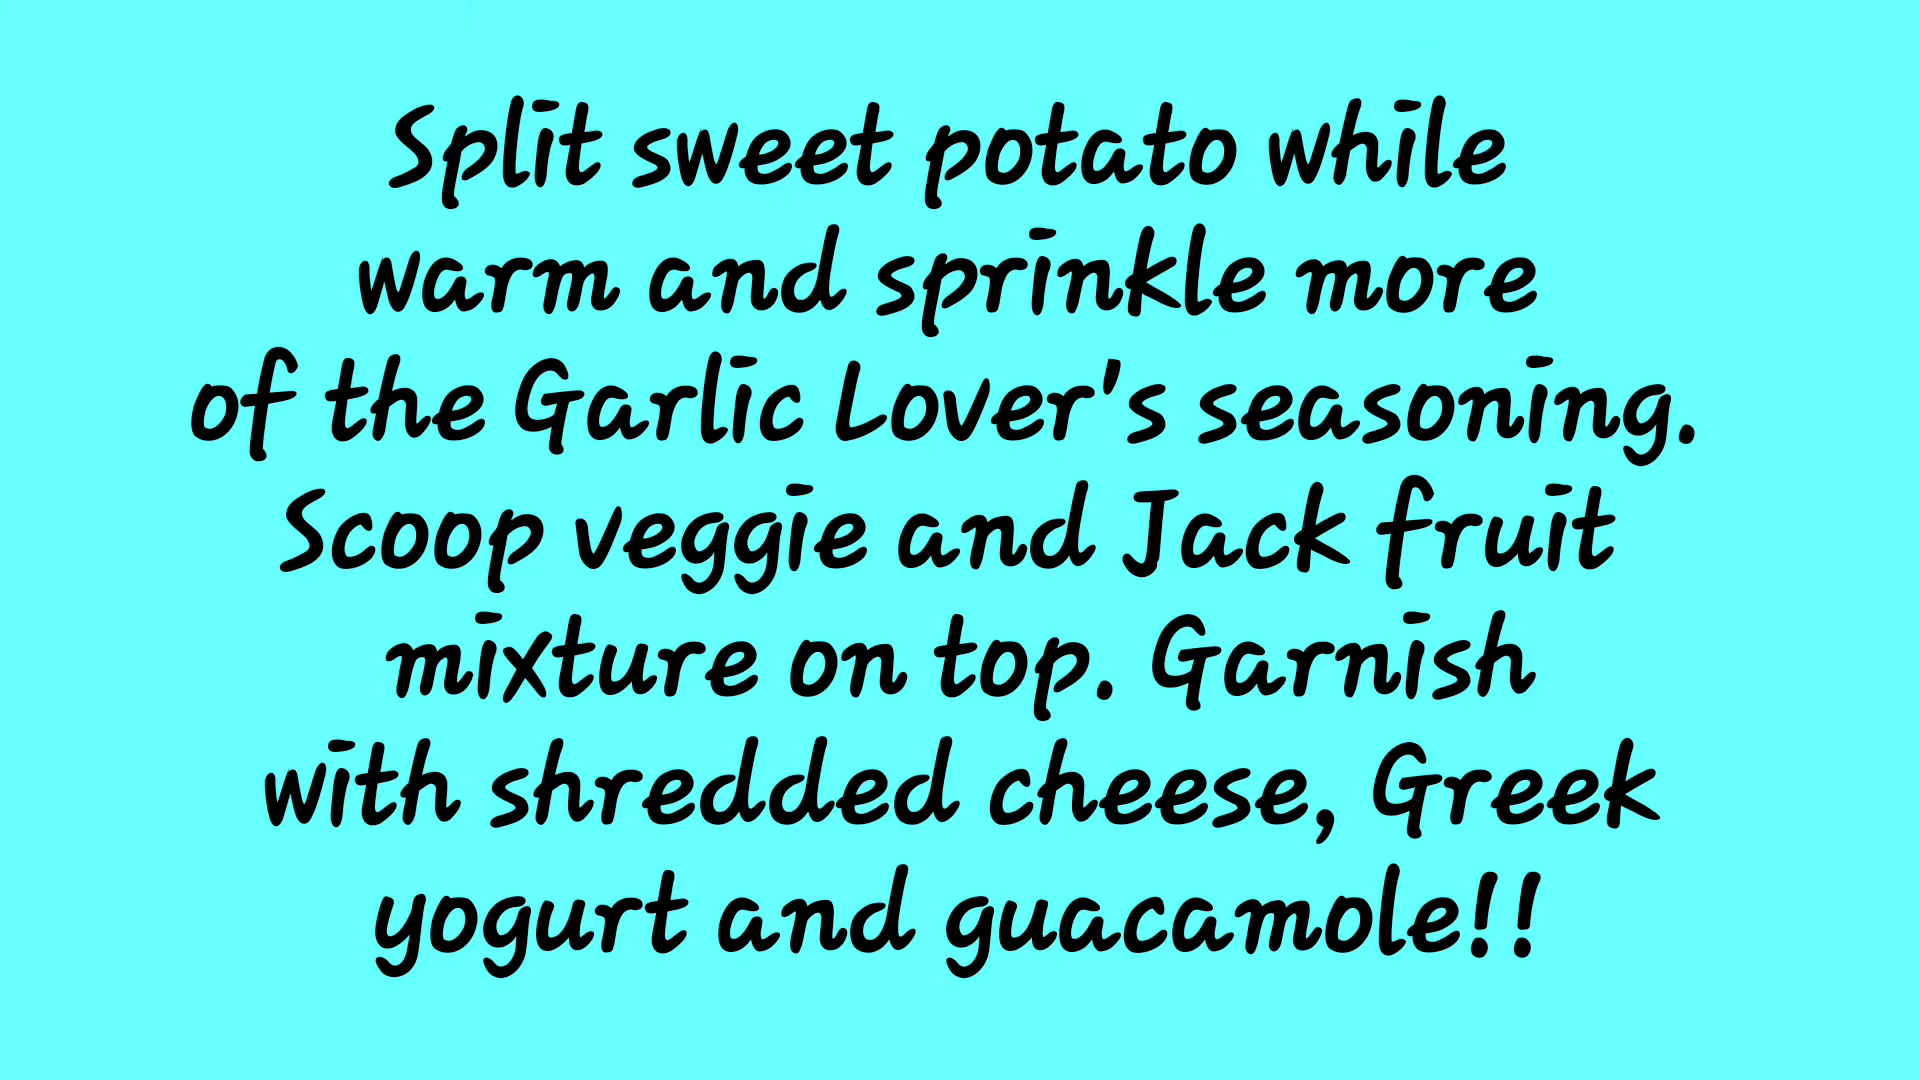 Split sweet potato while
warm and sprinkle more
of the Garlic Lover's seasoning.
Scoop veggie and Jack fruit
mixture on top. Garnish
with shredded cheese, Greek
yogurt and guacamole!!